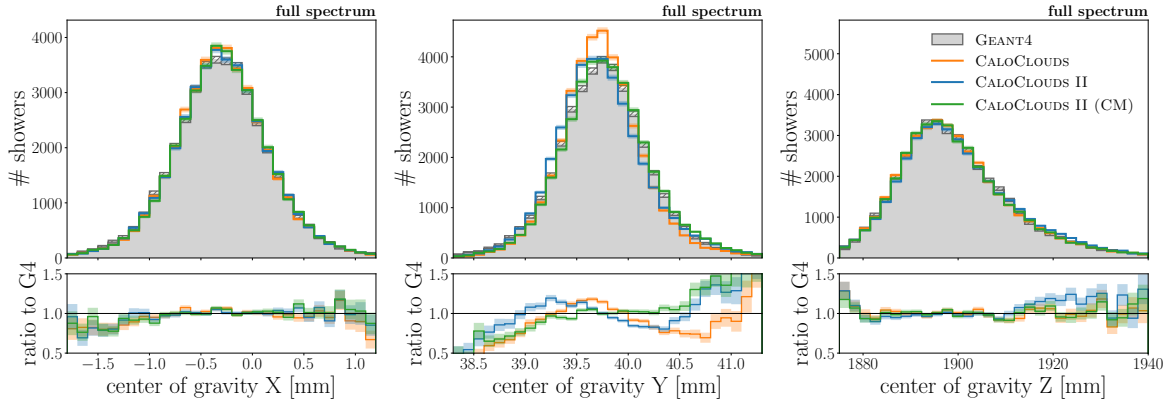 full spectrum
# showers
4000
3000
2000
1000
0
ratio to G4
1.5
1.0
0.5
−1.5 −1.0 −0.5 0.0 0.5 1.0
center of gravity X [mm]
full spectrum
# showers
5000
4000
3000
2000
1000
0
ratio to G4
1.5
1.0
0.5
38.5 39.0 39.5 40.0 40.5 41.0
center of gravity Y [mm]
full spectrum
GEANT4
CALOCLOUDS
CALOCLOUDS II
CALOCLOUDS II (CM)
# showers
5000
4000
3000
2000
1000
0
ratio to G4
1.5
1.0
0.5
1880 1900 1920 1940
center of gravity Z [mm]